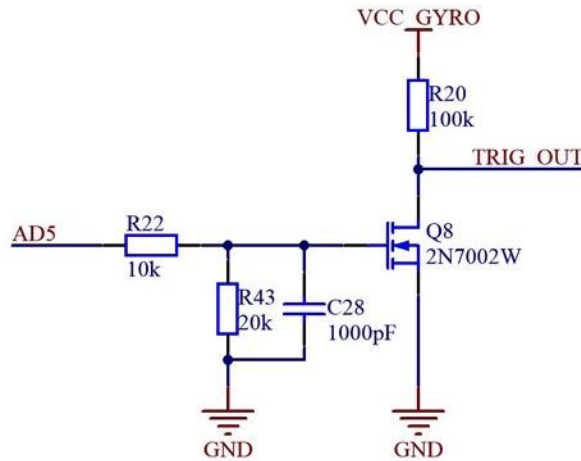 VCC_GYRO
R20
100k
TRIG_OUT
AD5
R22
10k
Q8
2N7002W
R43
20k
C28
1000pF
GND
GND